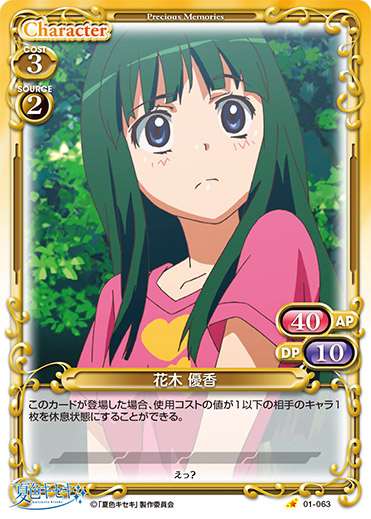 Precious Memories
Character
COST
3
SOURCE
2
40 AP
DP 10
花木 優香
このカードが登場した場合、使用コストの値が1以下の相手のキャラ1
枚を休息状態にすることができる。
えっ?
夏色キセキ
©「夏色キセキ」製作委員会
01-063